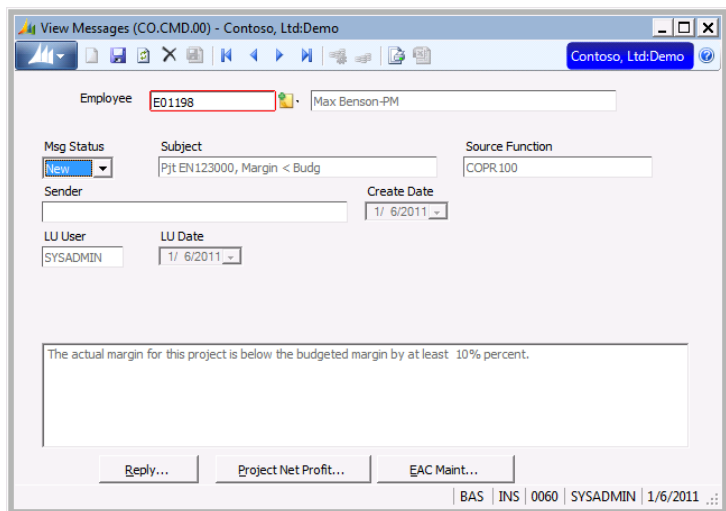 View Messages (CO.CMD.00) - Contoso, Ltd:Demo
Contoso, Ltd:Demo
Employee E01198 Max Benson-PM
Msg Status Subject Source Function
New Pjt EN123000, Margin < Budg COPR100
Sender Create Date
1/ 6/2011
LU User LU Date
SYSADMIN 1/ 6/2011
The actual margin for this project is below the budgeted margin by at least 10% percent.
Reply... Project Net Profit... EAC Maint...
BAS INS 0060 SYSADMIN 1/6/2011